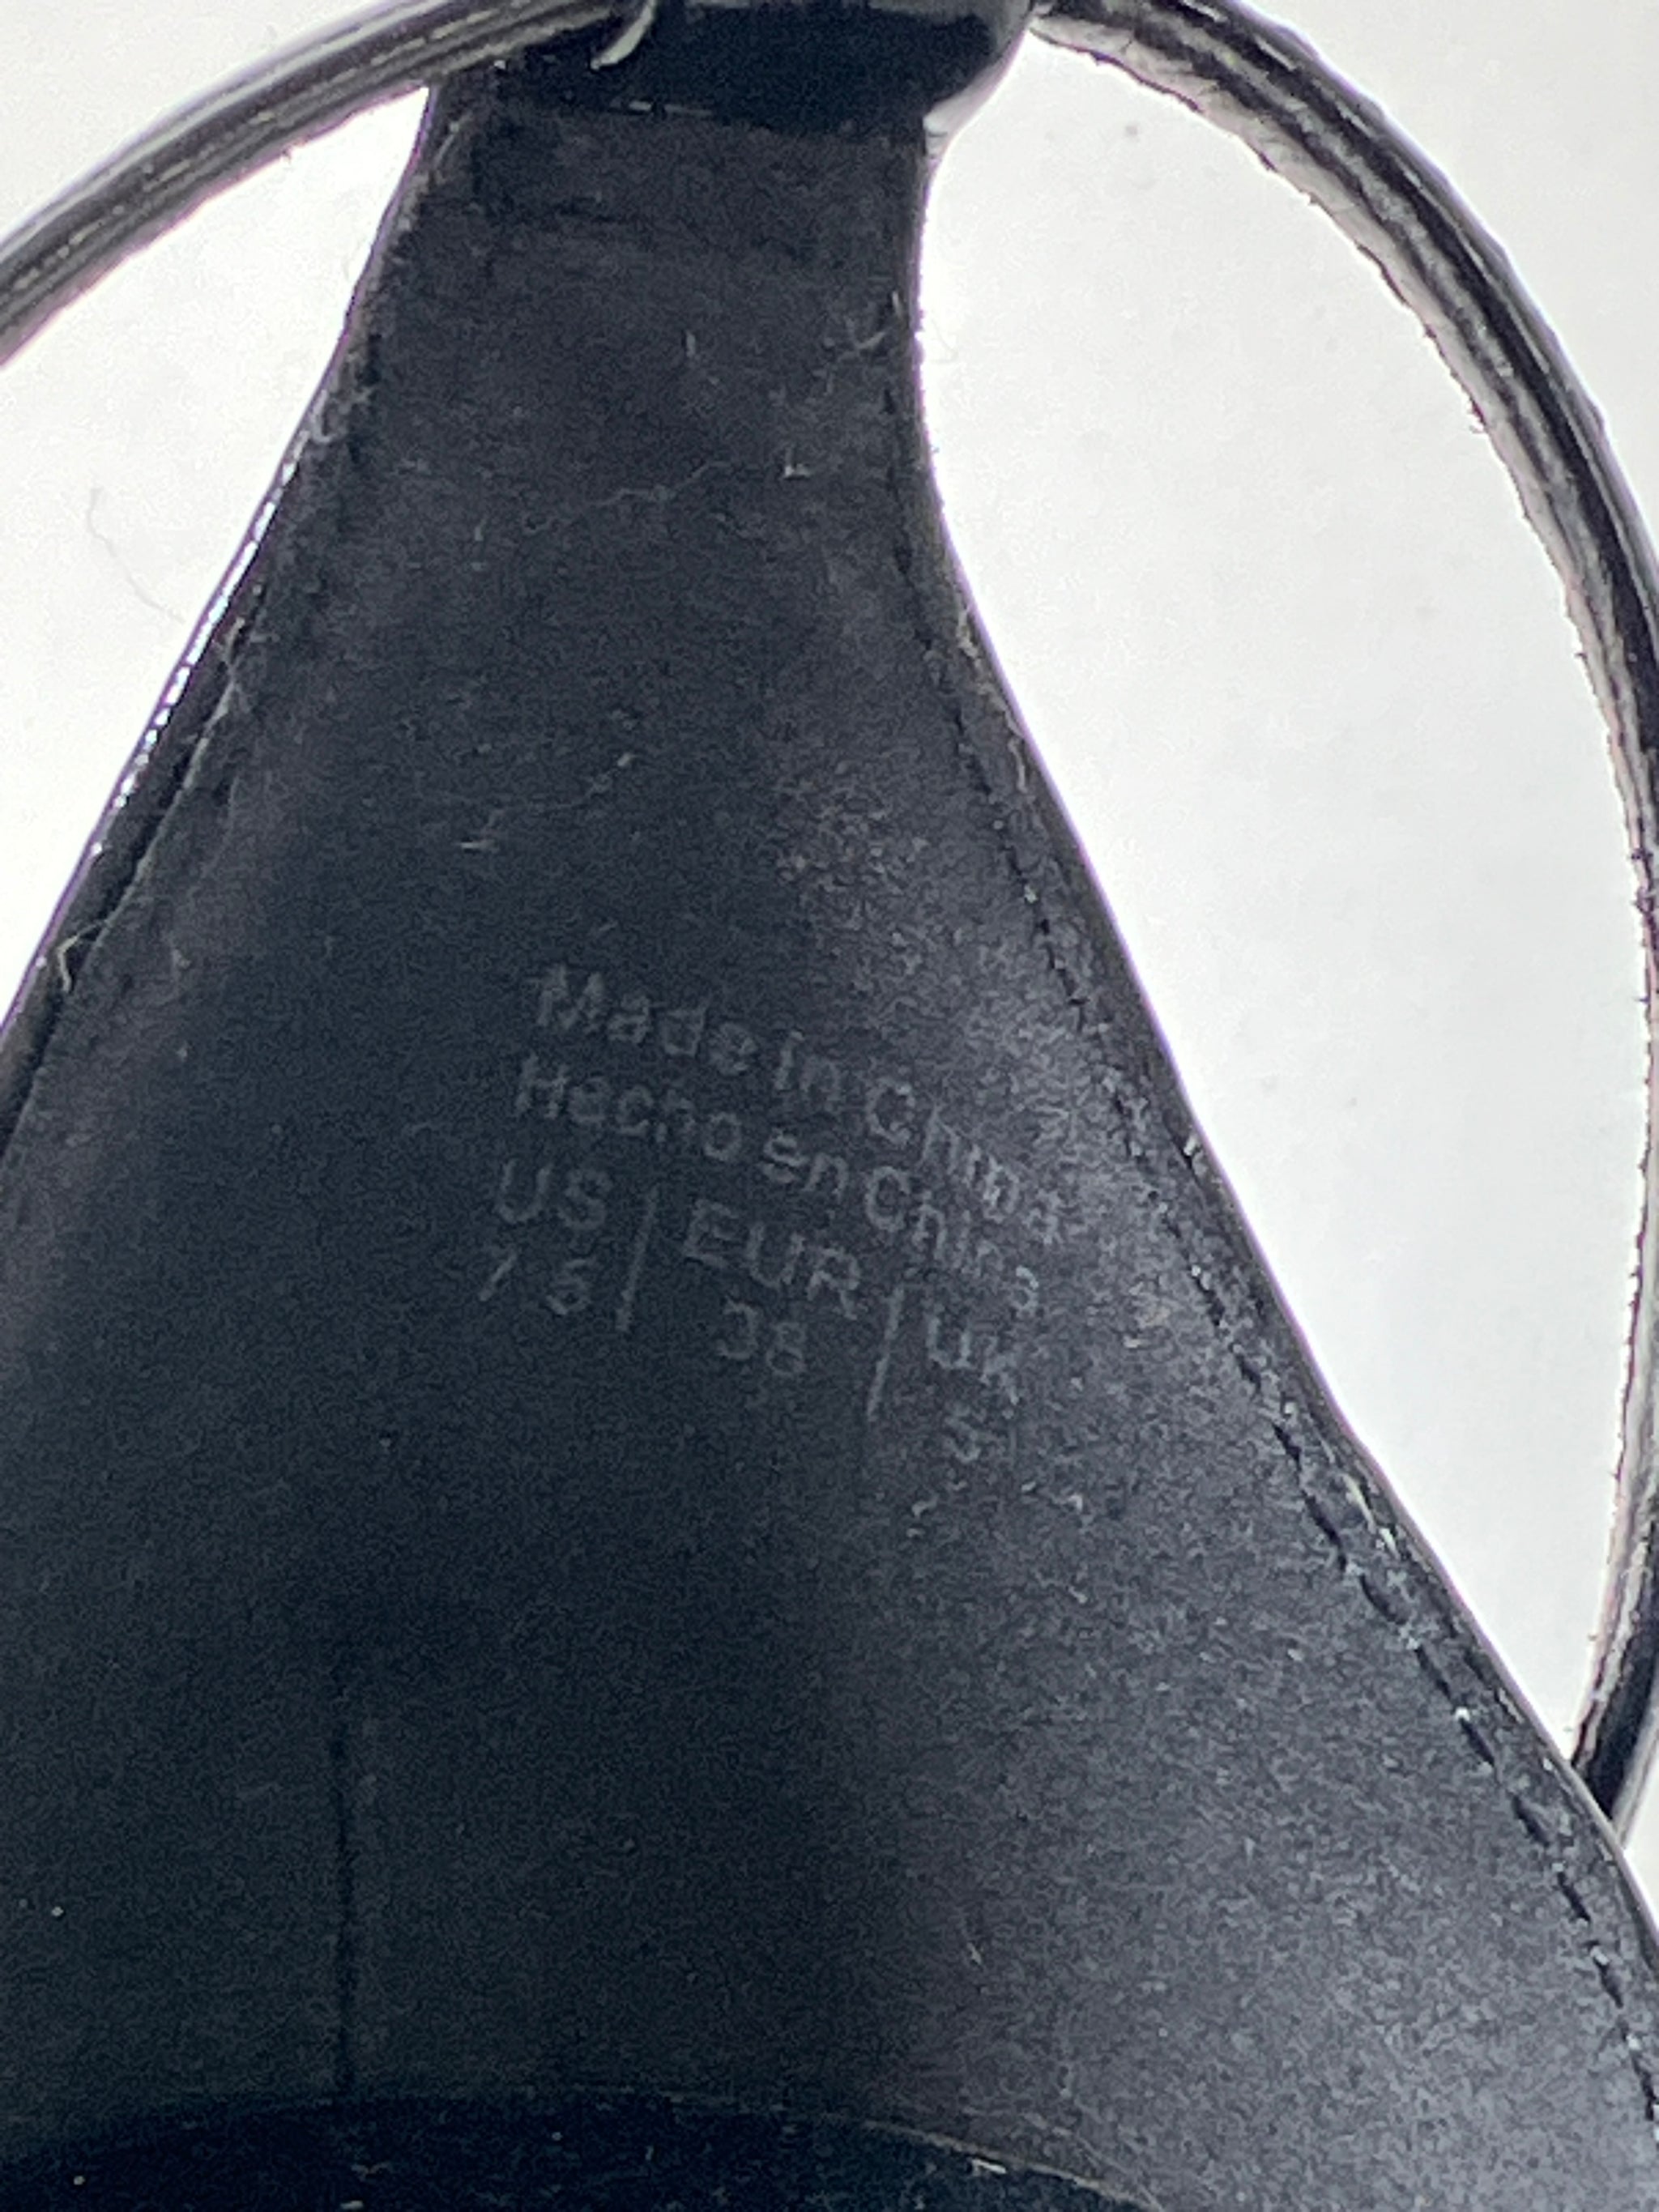 Made in China
Hecho en China
US | EUR | UK
7.5 | 38 | 5